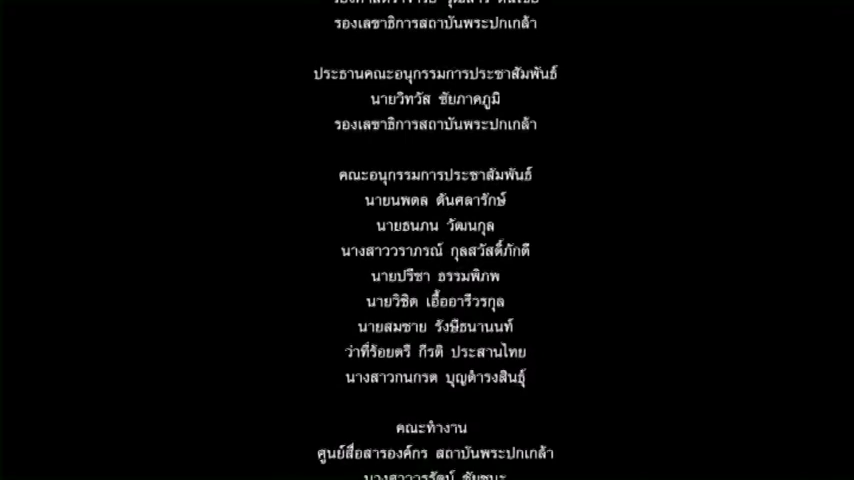 รองเลขาธิการสถาบันพระปกเกล้า
ประธานคณะอนุกรรมการประชาสัมพันธ์
นายวิทวัส ชัยภาคภูมิ
รองเลขาธิการสถาบันพระปกเกล้า
คณะอนุกรรมการประชาสัมพันธ์
นายนพดล ตันศลารักษ์
นายธนภน วัฒนกุล
นางสาววราภรณ์ กุลสวัสดิ์ภักดี
นายปรีชา ธรรมพิภพ
นายวิชิต เอื้ออารีวรกุล
นายสมชาย รังษีธนานนท์
ว่าที่ร้อยตรี กีรติ ประสานไทย
นางสาวกนกรต บุญดำรงสินธุ์
คณะทำงาน
ศูนย์สื่อสารองค์กร สถาบันพระปกเกล้า